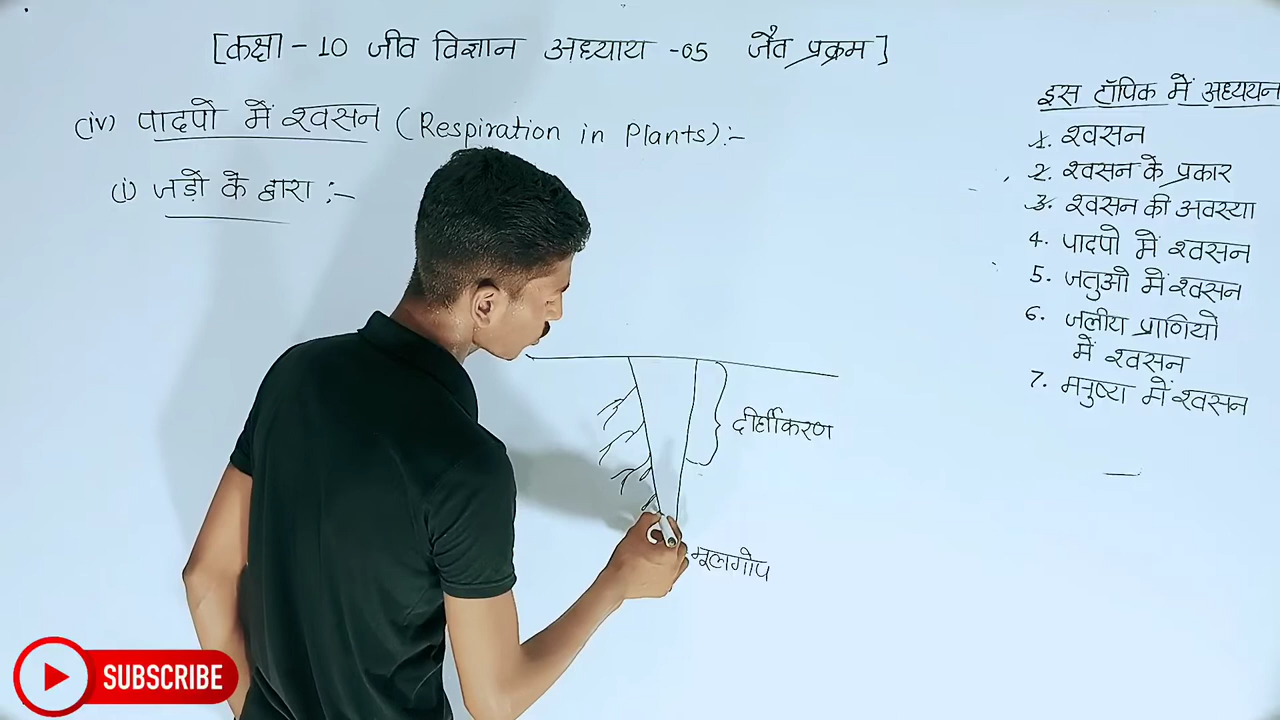 [कक्षा - 10 जीव विज्ञान अध्याय -05 जैव प्रक्रम]
(iv) पादपो में श्वसन (Respiration in Plants):-
(i) जड़ो के द्वारा :-
दीर्घीकरण
मूलगोप
इस टॉपिक में अध्ययन
1. श्वसन
2. श्वसन के प्रकार
3. श्वसन की अवस्था
4. पादपो में श्वसन
5. जतुओ में श्वसन
6. जलीय प्राणियो
में श्वसन
7. मनुष्य में श्वसन
SUBSCRIBE